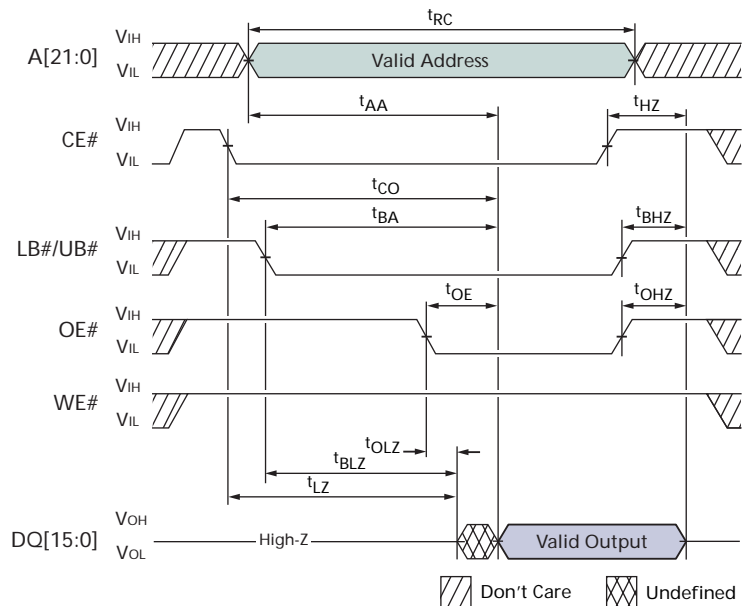 tRC
A[21:0] VIH VIL Valid Address
tAA tHZ
CE# VIH VIL
tCO
tBA tBHZ
LB#/UB# VIH VIL
tOE tOHZ
OE# VIH VIL
WE# VIH VIL
tOLZ
tBLZ
tLZ
DQ[15:0] VOH VOL High-Z Valid Output
Don't Care Undefined